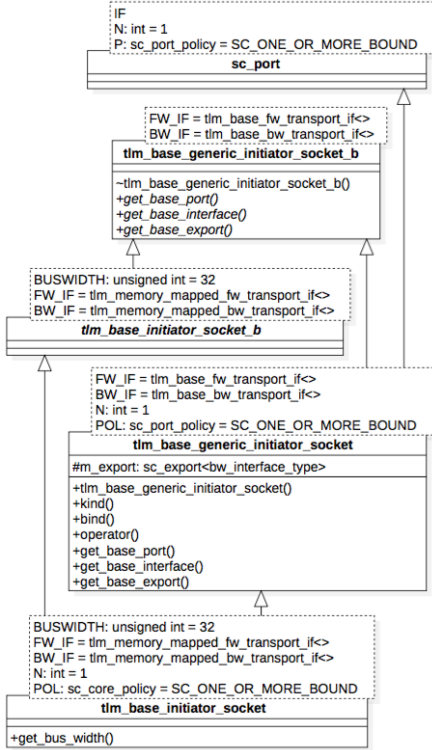 IF
N: int = 1
P: sc_port_policy = SC_ONE_OR_MORE_BOUND
sc_port
FW_IF = tlm_base_fw_transport_if<>
BW_IF = tlm_base_bw_transport_if<>
tlm_base_generic_initiator_socket_b
~tlm_base_generic_initiator_socket_b()
+get_base_port()
+get_base_interface()
+get_base_export()
BUSWIDTH: unsigned int = 32
FW_IF = tlm_memory_mapped_fw_transport_if<>
BW_IF = tlm_memory_mapped_bw_transport_if<>
tlm_base_initiator_socket_b
FW_IF = tlm_base_fw_transport_if<>
BW_IF = tlm_base_bw_transport_if<>
N: int = 1
POL: sc_port_policy = SC_ONE_OR_MORE_BOUND
tlm_base_generic_initiator_socket
#m_export: sc_export<bw_interface_type>
+tlm_base_generic_initiator_socket()
+kind()
+bind()
+operator()
+get_base_port()
+get_base_interface()
+get_base_export()
BUSWIDTH: unsigned int = 32
FW_IF = tlm_memory_mapped_fw_transport_if<>
BW_IF = tlm_memory_mapped_bw_transport_if<>
N: int = 1
POL: sc_core_policy = SC_ONE_OR_MORE_BOUND
tlm_base_initiator_socket
+get_bus_width()